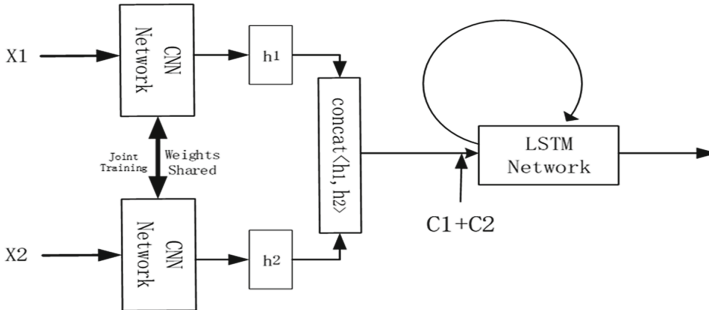 X1
CNN
Network
h1
Joint
Training
Weights
Shared
concat<h1,h2>
LSTM
Network
C1+C2
X2
CNN
Network
h2